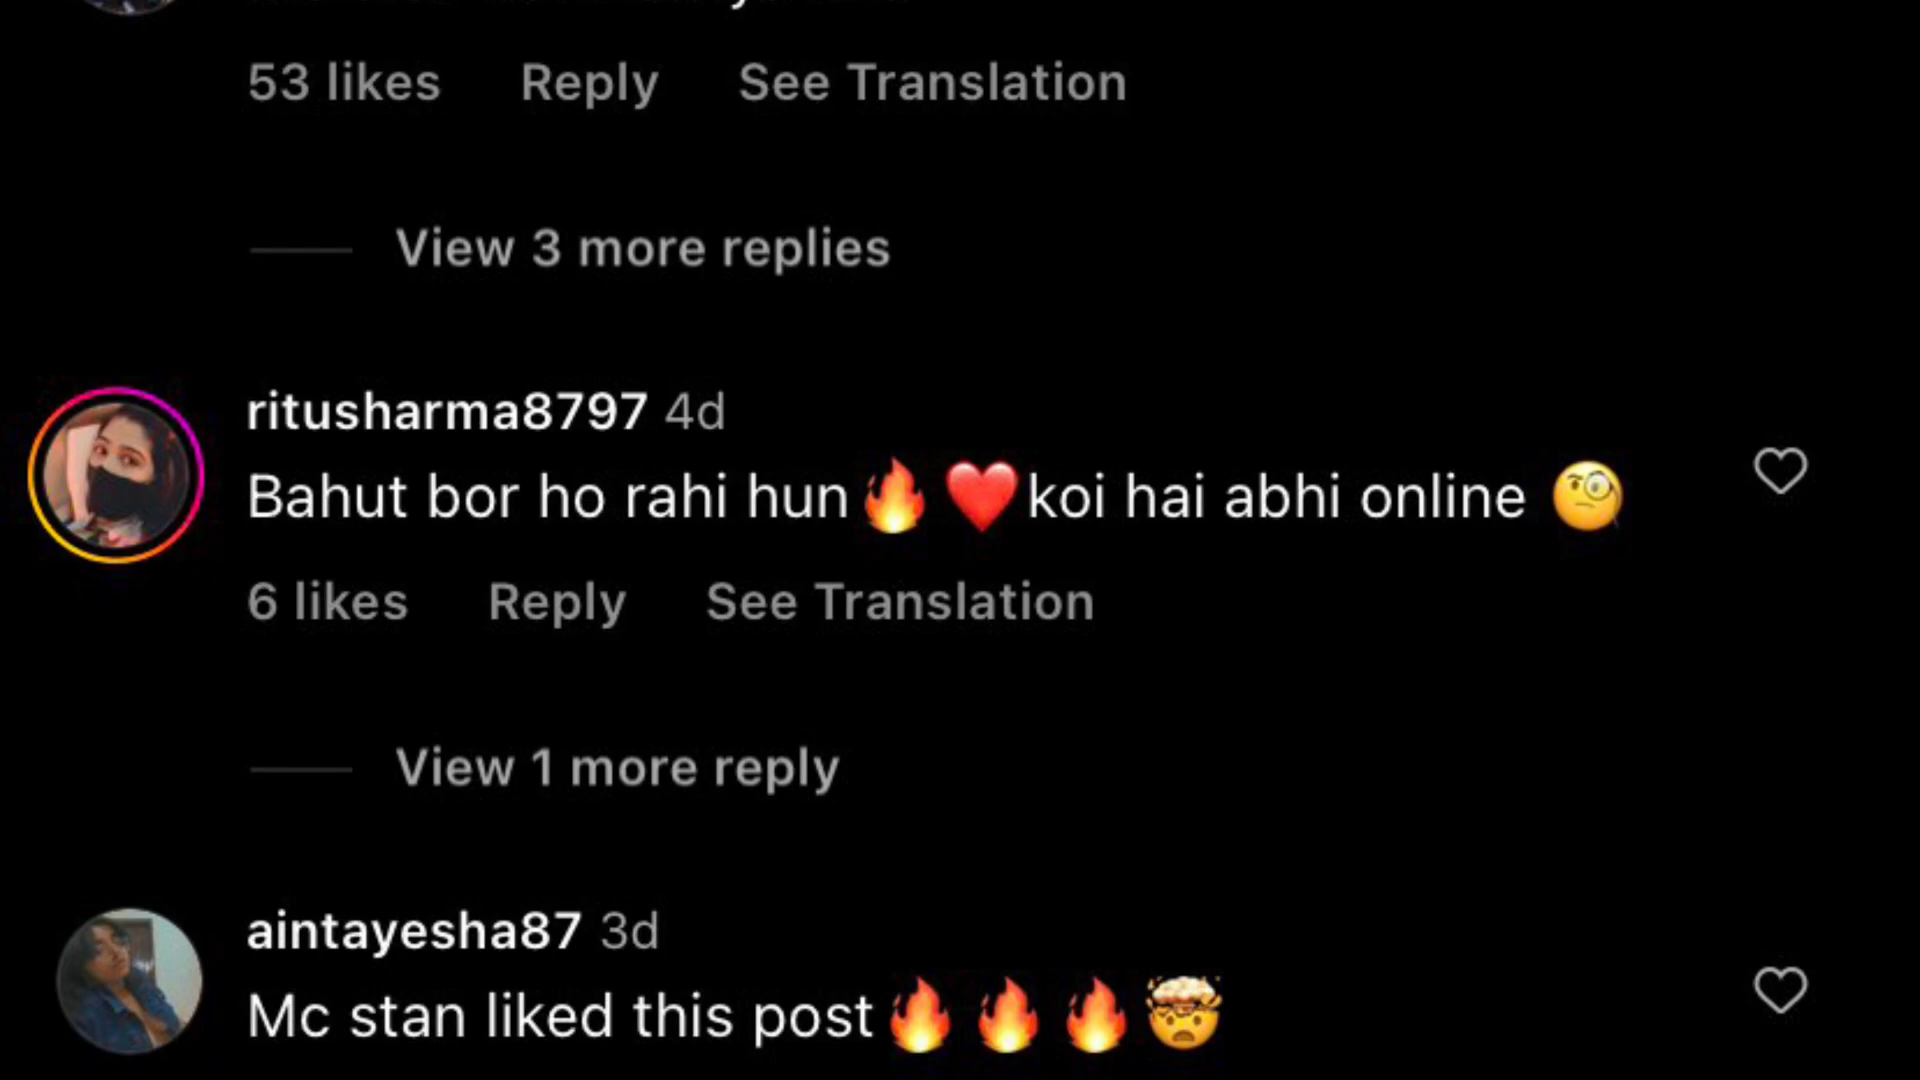 53 likes Reply See Translation
View 3 more replies
ritusharma8797 4d
Bahut bor ho rahi hun🔥❤️koi hai abhi online 🧐
6 likes Reply See Translation
View 1 more reply
aintayesha87 3d
Mc stan liked this post🔥🔥🔥🤯